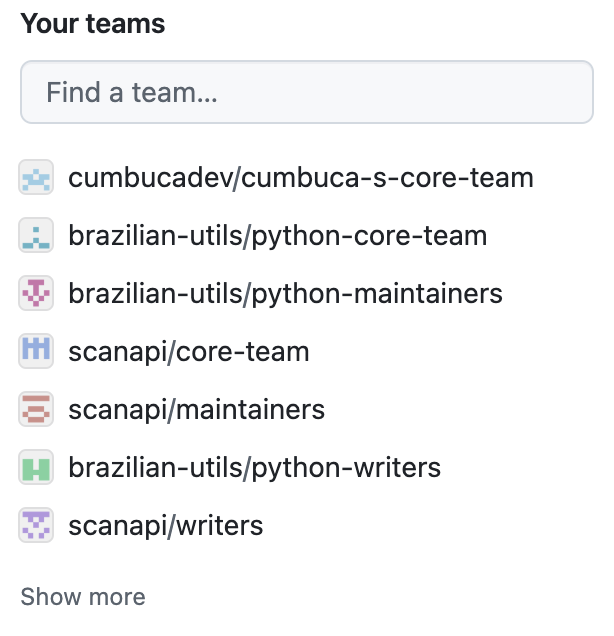 Your teams
Find a team...
cumbucadev/cumbuca-s-core-team
brazilian-utils/python-core-team
brazilian-utils/python-maintainers
scanapi/core-team
scanapi/maintainers
brazilian-utils/python-writers
scanapi/writers
Show more